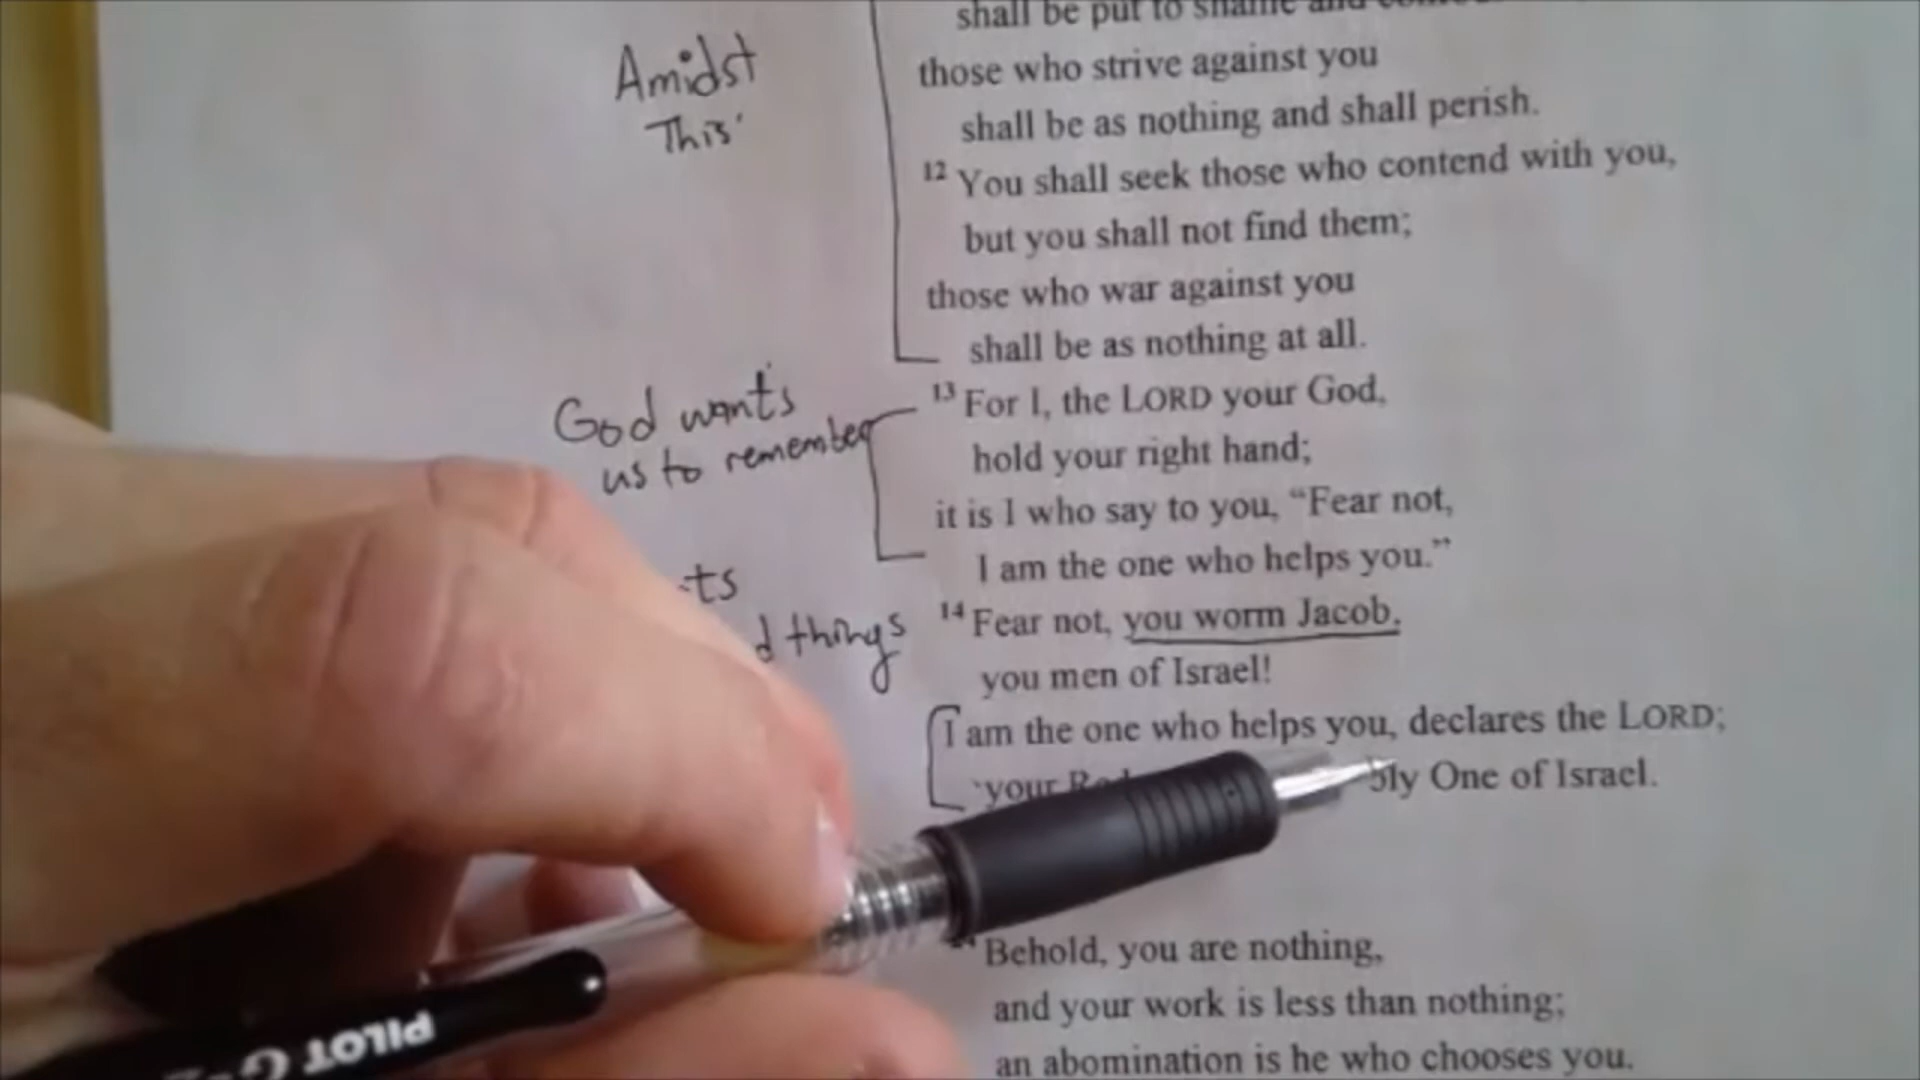 shall be put to shame and
those who strive against you
shall be as nothing and shall perish.
12 You shall seek those who contend with you,
but you shall not find them;
those who war against you
shall be as nothing at all.
13 For I, the LORD your God,
hold your right hand;
it is I who say to you, “Fear not,
I am the one who helps you.”
14 Fear not, you worm Jacob,
you men of Israel!
I am the one who helps you, declares the LORD;
your One of Israel.
Behold, you are nothing,
and your work is less than nothing;
an abomination is he who chooses you.
Amidst
This
God wants
us to remember
things
PILOT G